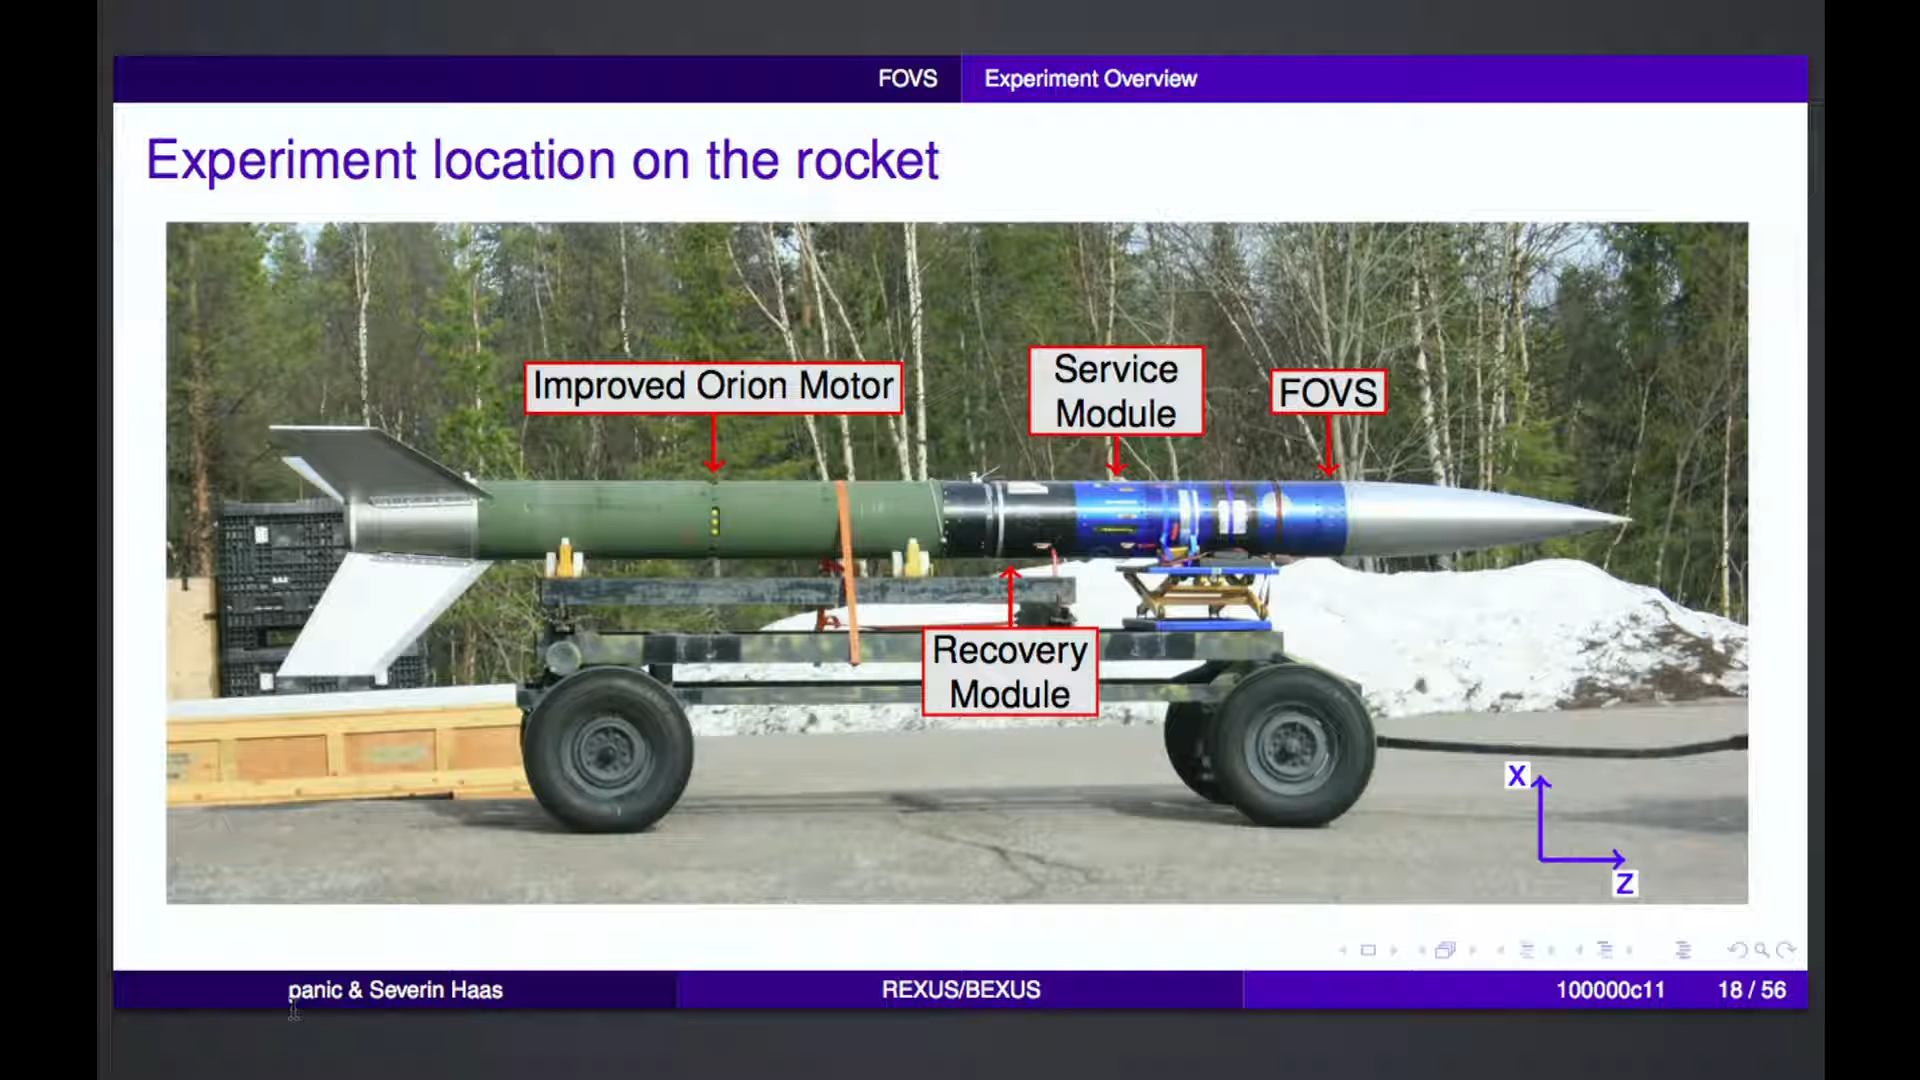 FOVS
Experiment Overview
Experiment location on the rocket
Improved Orion Motor
Service
Module
FOVS
Recovery
Module
X
Z
panic & Severin Haas
REXUS/BEXUS
100000c11
18 / 56